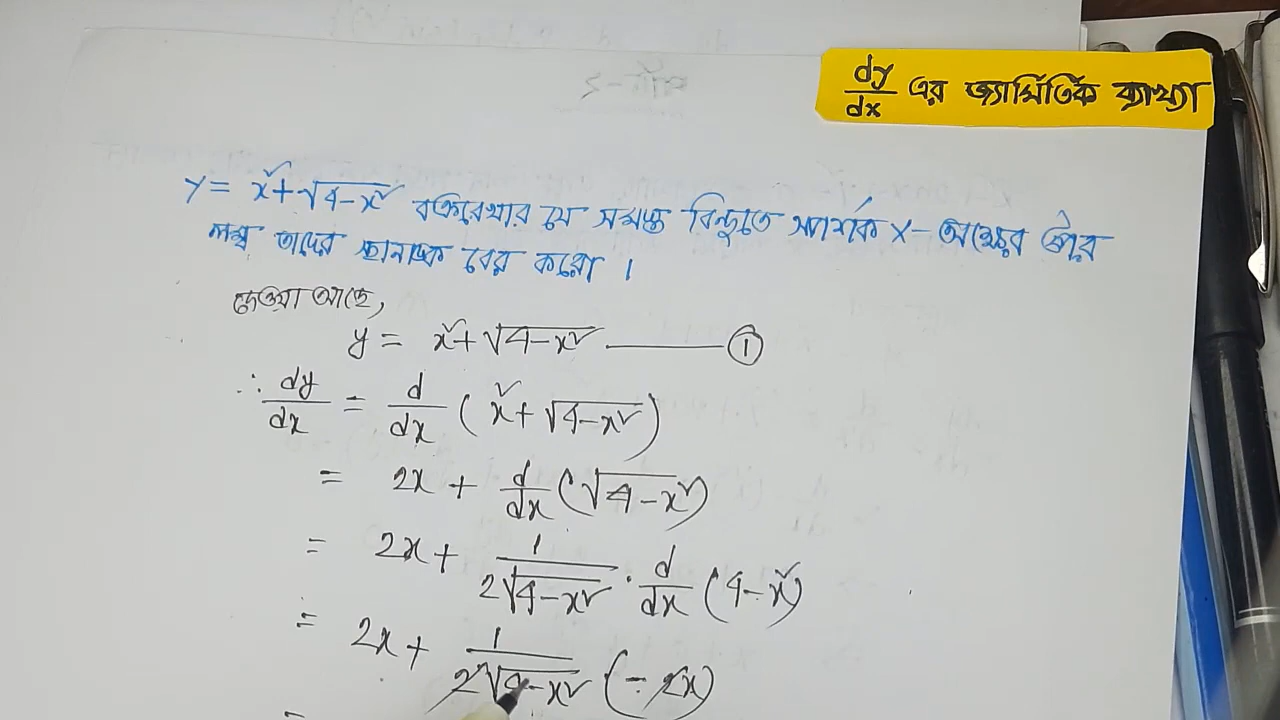 dy/dx এর জ্যামিতিক ব্যাখ্যা
y = x² + √4-x² বক্ররেখার যে সমস্ত বিন্দুতে স্পর্শক x-অক্ষের উপর
লম্ব তাদের স্থানাঙ্ক বের করো ।
দেওয়া আছে,
y = x² + √4-x² ——— ①
∴ dy/dx = d/dx (x² + √4-x²)
= 2x + d/dx (√4-x²)
= 2x + 1/2√4-x² · d/dx (4-x²)
= 2x + 1/2√4-x² (-2x)
=